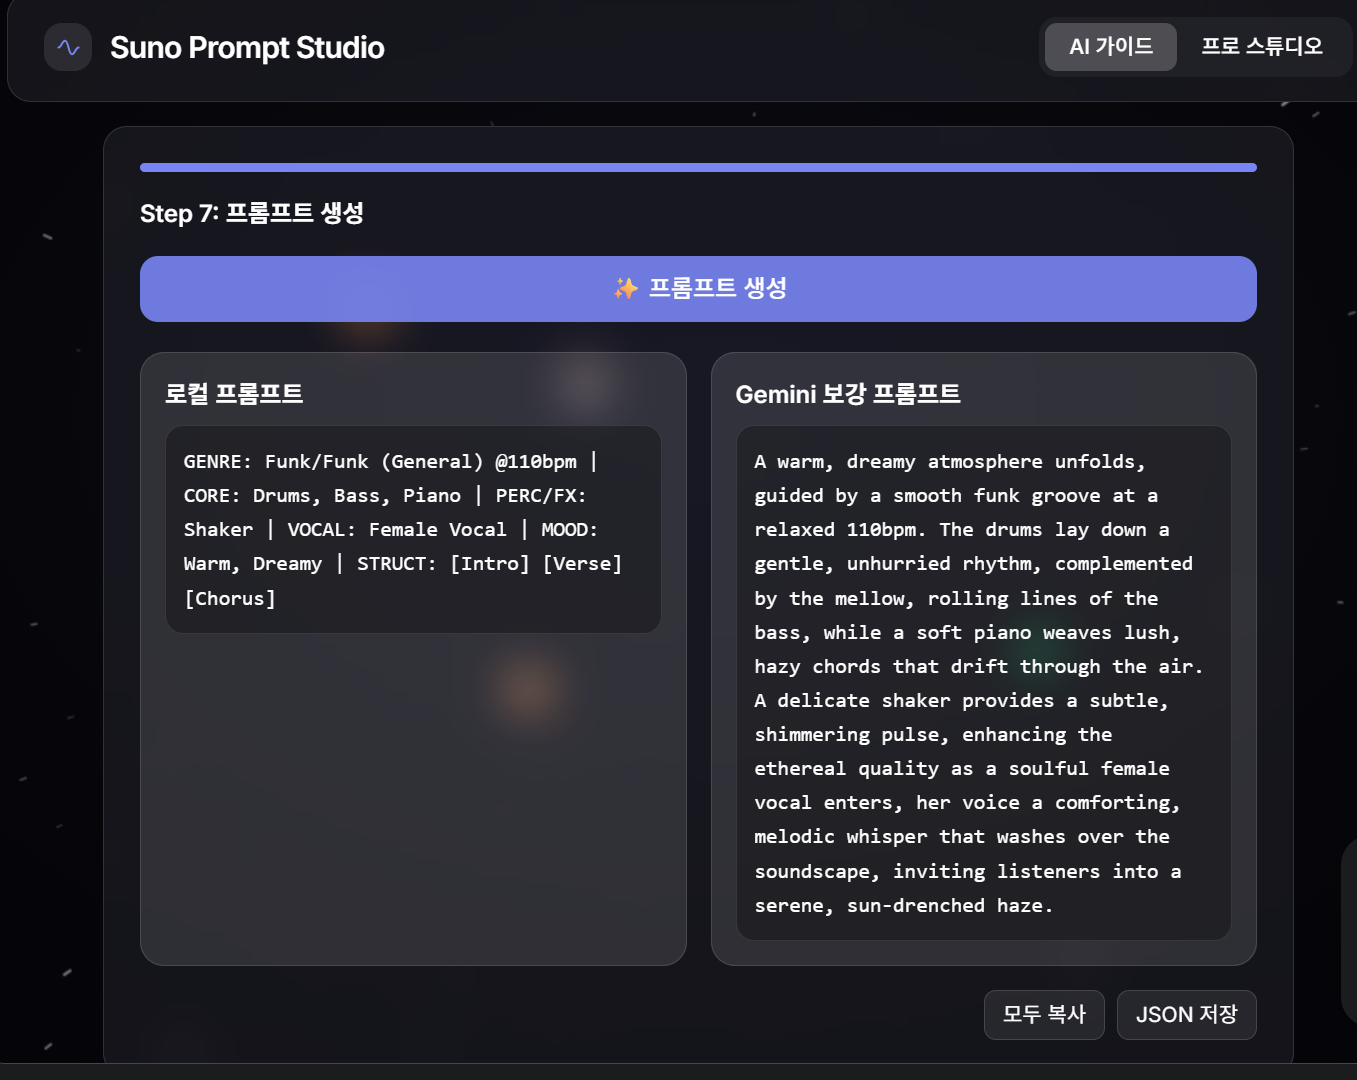 Suno Prompt Studio
AI 가이드
프로 스튜디오
Step 7: 프롬프트 생성
✨ 프롬프트 생성
로컬 프롬프트
GENRE: Funk/Funk (General) @110bpm |
CORE: Drums, Bass, Piano | PERC/FX:
Shaker | VOCAL: Female Vocal | MOOD:
Warm, Dreamy | STRUCT: [Intro] [Verse]
[Chorus]
Gemini 보강 프롬프트
A warm, dreamy atmosphere unfolds,
guided by a smooth funk groove at a
relaxed 110bpm. The drums lay down a
gentle, unhurried rhythm, complemented
by the mellow, rolling lines of the
bass, while a soft piano weaves lush,
hazy chords that drift through the air.
A delicate shaker provides a subtle,
shimmering pulse, enhancing the
ethereal quality as a soulful female
vocal enters, her voice a comforting,
melodic whisper that washes over the
soundscape, inviting listeners into a
serene, sun-drenched haze.
모두 복사
JSON 저장